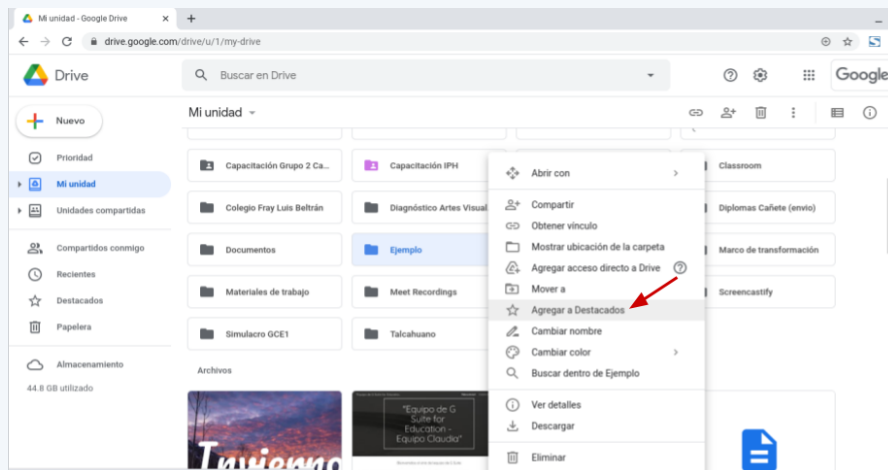 Mi unidad - Google Drive
drive.google.com/drive/u/1/my-drive
Drive
Buscar en Drive
Google
Nuevo
Mi unidad
Prioridad
Mi unidad
Unidades compartidas
Compartidos conmigo
Recientes
Destacados
Papelera
Almacenamiento
44.8 GB utilizado
Capacitación Grupo 2 Ca...
Capacitación IPH
Classroom
Colegio Fray Luis Beltrán
Diagnóstico Artes Visual
Diplomas Cañete (envio)
Documentos
Ejemplo
Marco de transformación
Materiales de trabajo
Meet Recordings
Screencastify
Simulacro GCE1
Talcahuano
Archivos
Invierno
"Equipo de G
Suite for
Education -
Equipo Claudia"
Abrir con
Compartir
Obtener vínculo
Mostrar ubicación de la carpeta
Agregar acceso directo a Drive
Mover a
Agregar a Destacados
Cambiar nombre
Cambiar color
Buscar dentro de Ejemplo
Ver detalles
Descargar
Eliminar